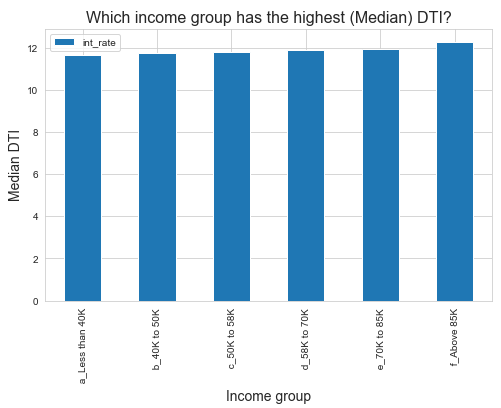 Which income group has the highest (Median) DTI?
int_rate
12
10
8
6
4
2
0
Median DTI
a_Less than 40K
b_40K to 50K
c_50K to 58K
d_58K to 70K
e_70K to 85K
f_Above 85K
Income group